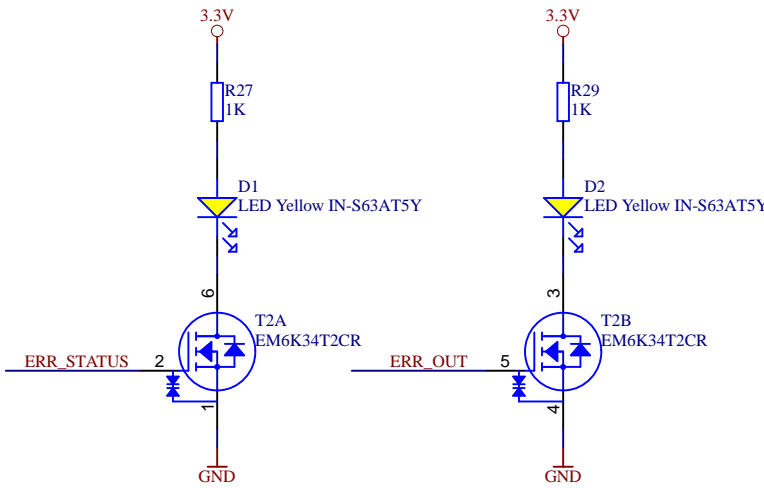 3.3V
3.3V
R27
1K
R29
1K
D1
LED Yellow IN-S63AT5Y
D2
LED Yellow IN-S63AT5Y
6
3
T2A
EM6K34T2CR
T2B
EM6K34T2CR
ERR_STATUS
2
ERR_OUT
5
1
4
GND
GND